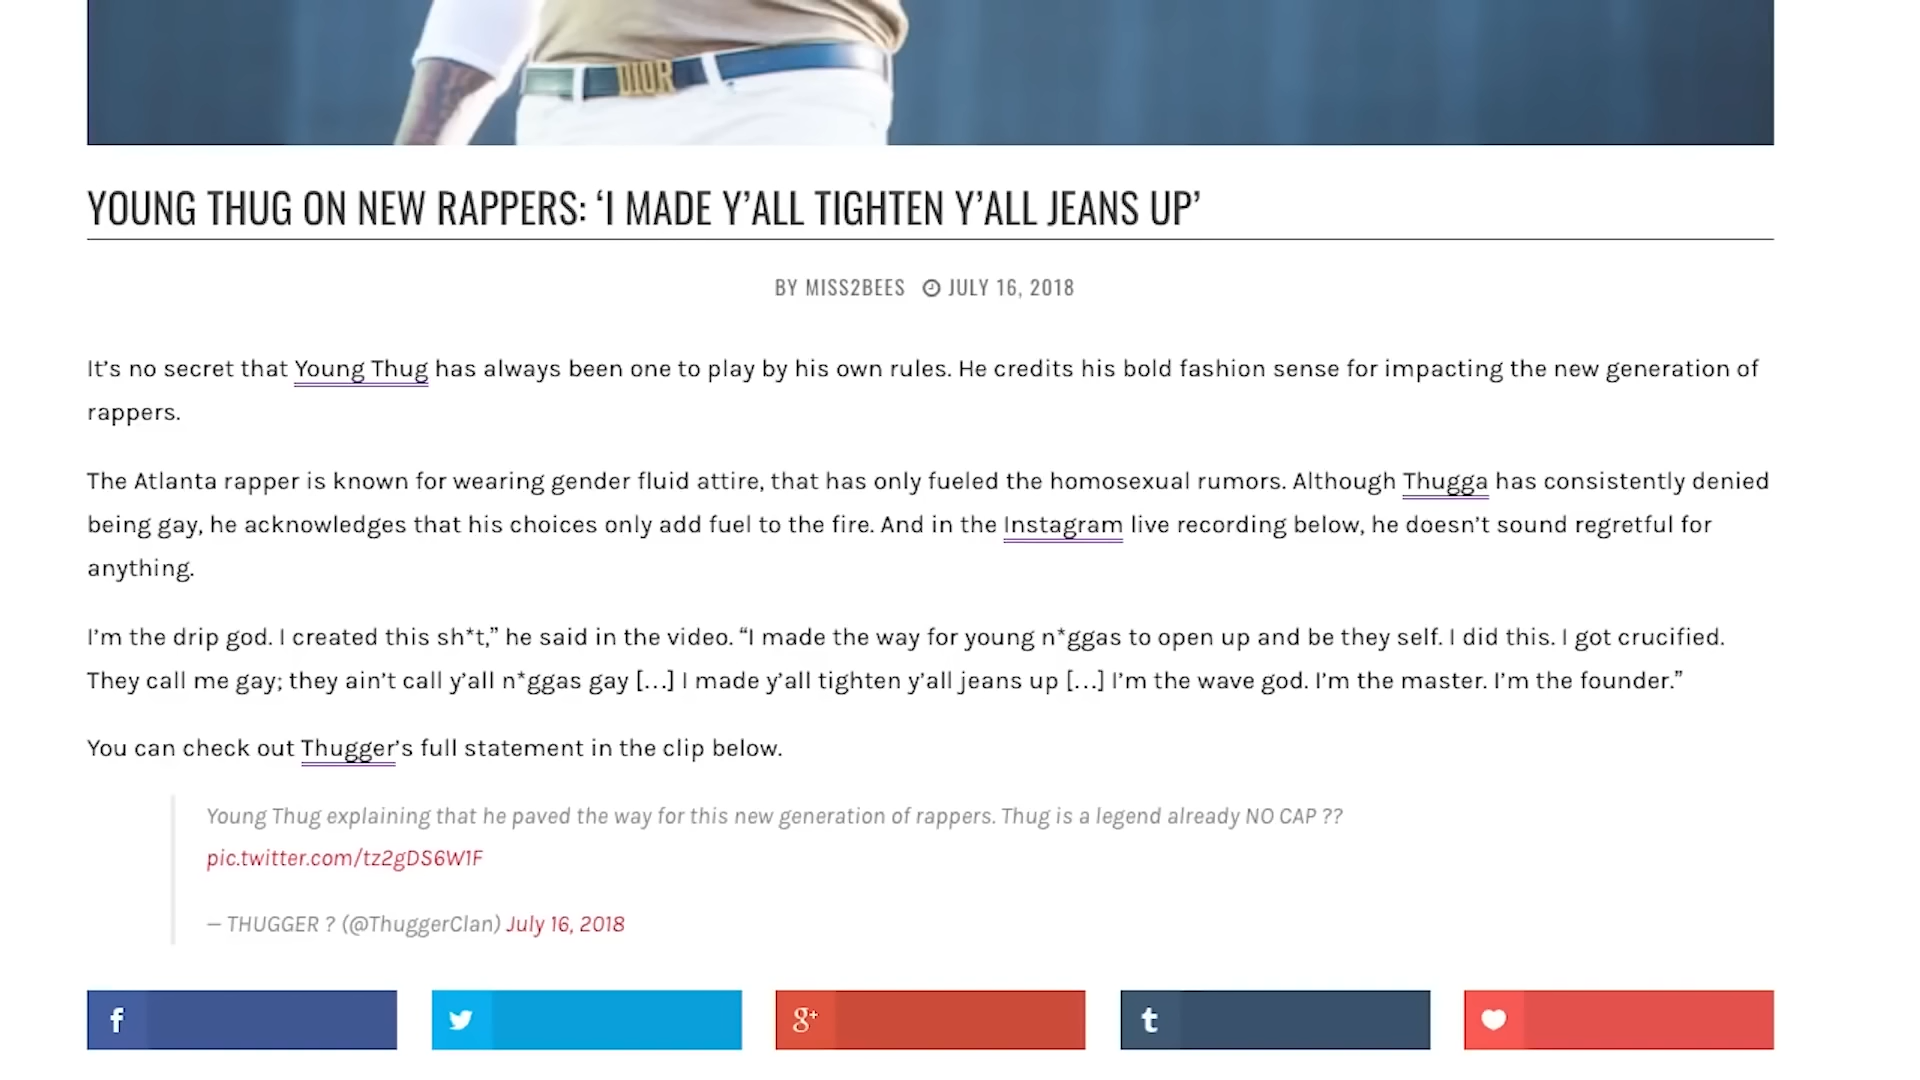 DIOR
YOUNG THUG ON NEW RAPPERS: ‘I MADE Y’ALL TIGHTEN Y’ALL JEANS UP’
BY MISS2BEES JULY 16, 2018
It’s no secret that Young Thug has always been one to play by his own rules. He credits his bold fashion sense for impacting the new generation of
rappers.
The Atlanta rapper is known for wearing gender fluid attire, that has only fueled the homosexual rumors. Although Thugga has consistently denied
being gay, he acknowledges that his choices only add fuel to the fire. And in the Instagram live recording below, he doesn’t sound regretful for
anything.
I’m the drip god. I created this sh*t,” he said in the video. “I made the way for young n*ggas to open up and be they self. I did this. I got crucified.
They call me gay; they ain’t call y’all n*ggas gay [...] I made y’all tighten y’all jeans up [...] I’m the wave god. I’m the master. I’m the founder.”
You can check out Thugger’s full statement in the clip below.
Young Thug explaining that he paved the way for this new generation of rappers. Thug is a legend already NO CAP ??
pic.twitter.com/tz2gDS6W1F
— THUGGER ? (@ThuggerClan) July 16, 2018
f
g+
t